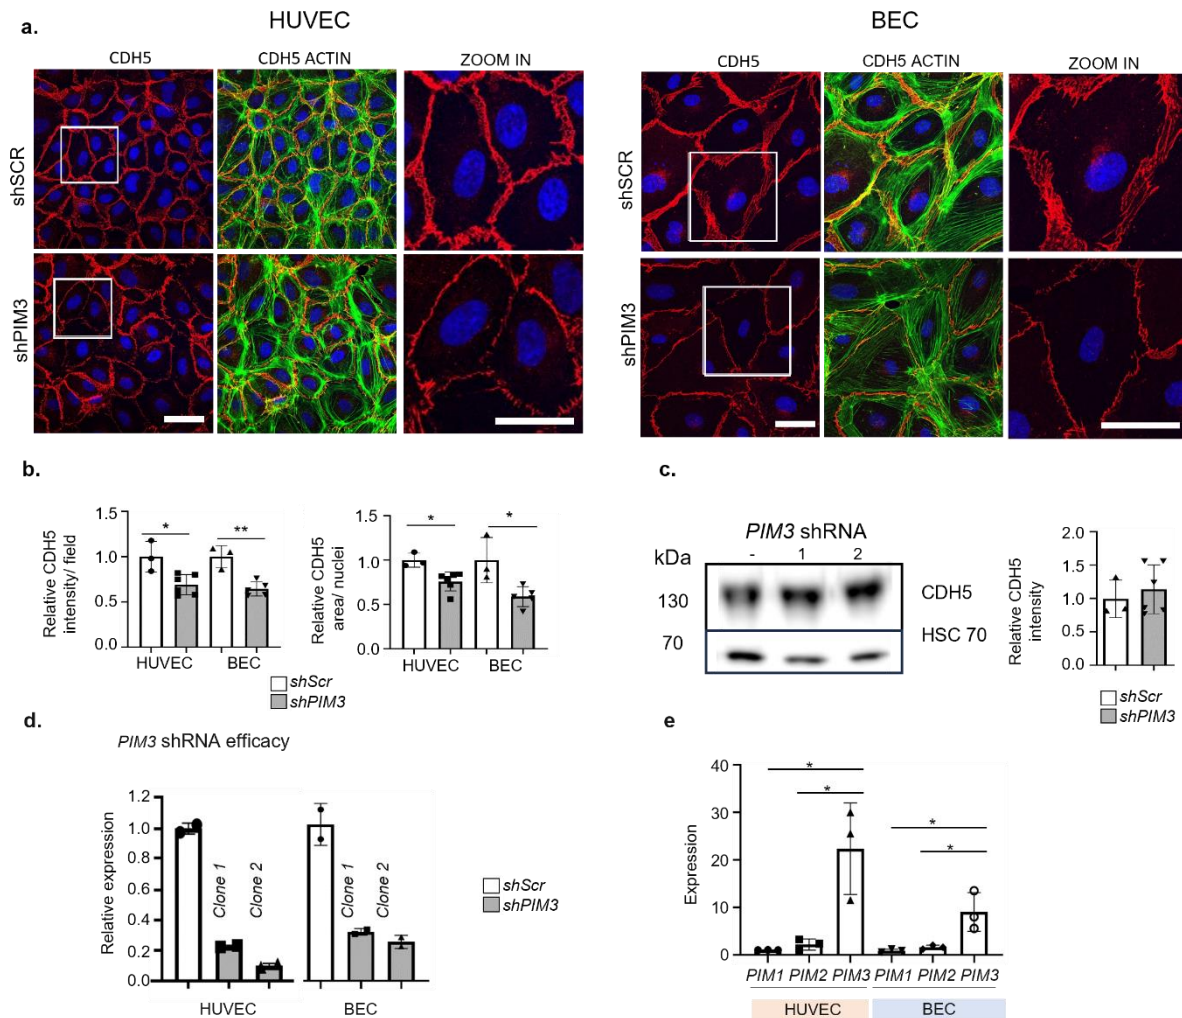 a.
HUVEC
BEC
CDH5
CDH5 ACTIN
ZOOM IN
CDH5
CDH5 ACTIN
ZOOM IN
shSCR
shPIM3
shSCR
shPIM3
b.
Relative CDH5
intensity/ field
1.5
1.0
0.5
0.0
*
**
HUVEC
BEC
Relative CDH5
area/ nuclei
1.5
1.0
0.5
0.0
*
*
HUVEC
BEC
shScr
shPIM3
c.
PIM3 shRNA
kDa
-
1
2
130
CDH5
70
HSC 70
Relative CDH5
intensity
2.0
1.5
1.0
0.5
0.0
shScr
shPIM3
d.
PIM3 shRNA efficacy
Relative expression
1.2
1.0
0.8
0.6
0.4
0.2
0.0
Clone 1
Clone 2
Clone 1
Clone 2
HUVEC
BEC
shScr
shPIM3
e.
Expression
40
30
20
10
0
*
*
*
*
PIM1 PIM2 PIM3 PIM1 PIM2 PIM3
HUVEC
BEC